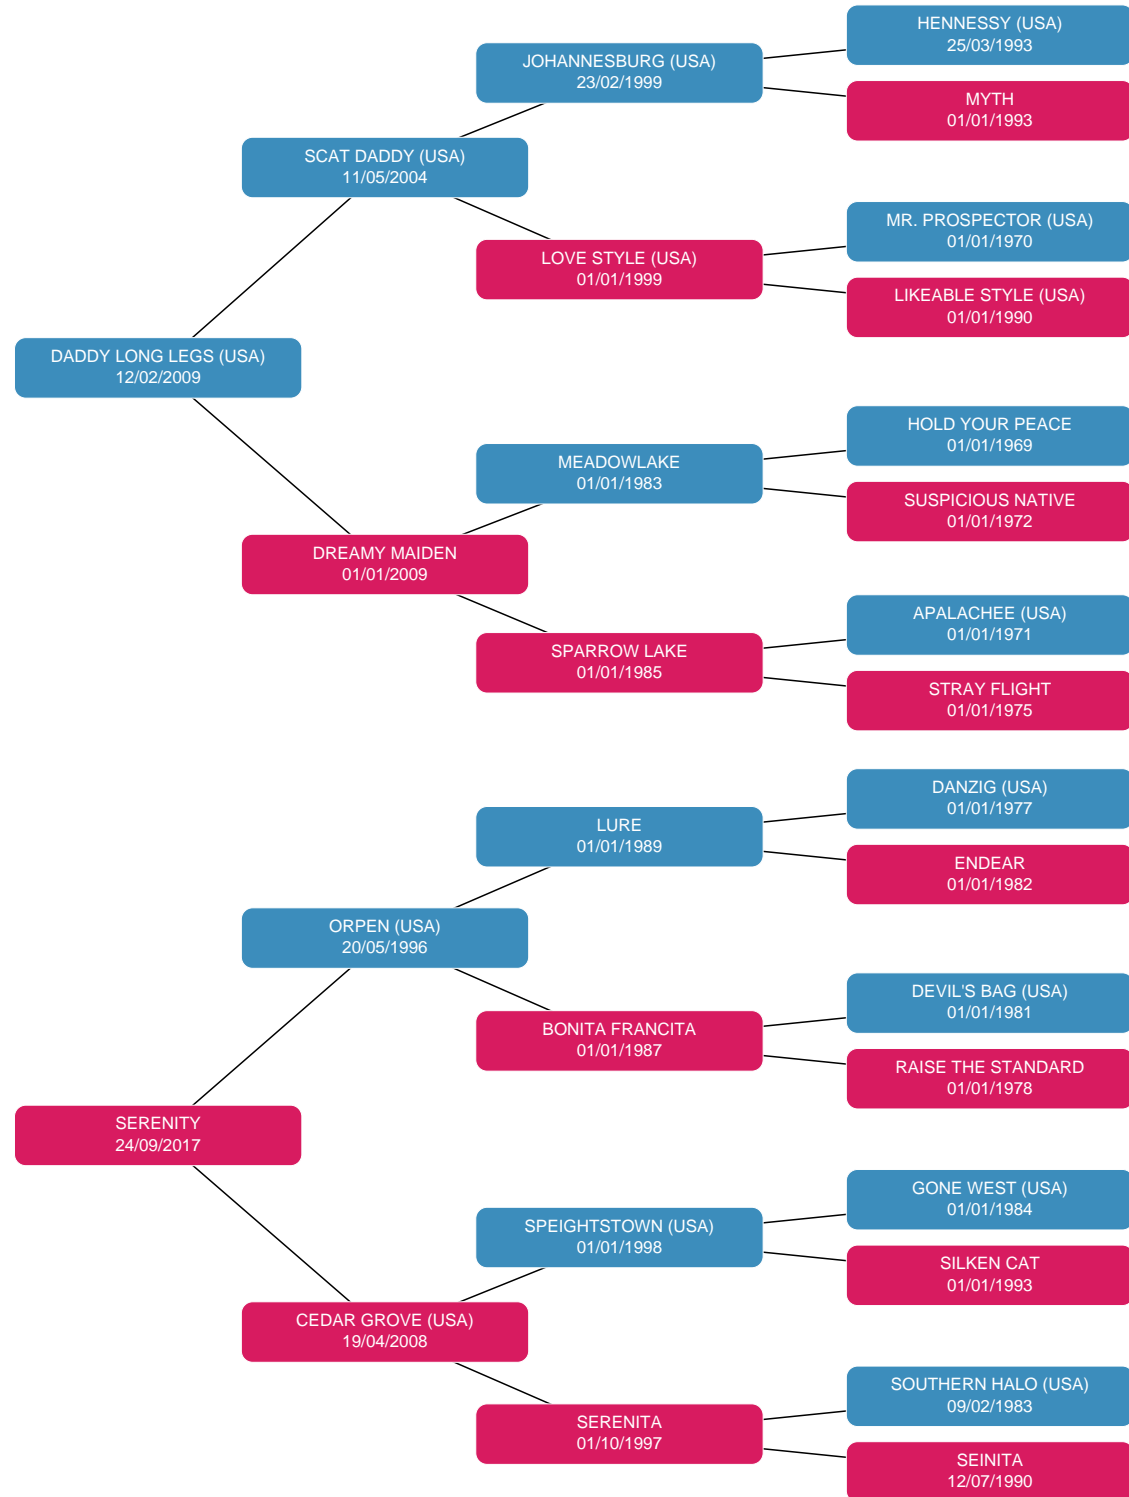 HENNESSY (USA)
25/03/1993
JOHANNESBURG (USA)
23/02/1999
MYTH
01/01/1993
SCAT DADDY (USA)
11/05/2004
MR. PROSPECTOR (USA)
01/01/1970
LOVE STYLE (USA)
01/01/1999
LIKEABLE STYLE (USA)
01/01/1990
DADDY LONG LEGS (USA)
12/02/2009
HOLD YOUR PEACE
01/01/1969
MEADOWLAKE
01/01/1983
SUSPICIOUS NATIVE
01/01/1972
DREAMY MAIDEN
01/01/2009
APALACHEE (USA)
01/01/1971
SPARROW LAKE
01/01/1985
STRAY FLIGHT
01/01/1975
DANZIG (USA)
01/01/1977
LURE
01/01/1989
ENDEAR
01/01/1982
ORPEN (USA)
20/05/1996
DEVIL'S BAG (USA)
01/01/1981
BONITA FRANCITA
01/01/1987
RAISE THE STANDARD
01/01/1978
SERENITY
24/09/2017
GONE WEST (USA)
01/01/1984
SPEIGHTSTOWN (USA)
01/01/1998
SILKEN CAT
01/01/1993
CEDAR GROVE (USA)
19/04/2008
SOUTHERN HALO (USA)
09/02/1983
SERENITA
01/10/1997
SEINITA
12/07/1990